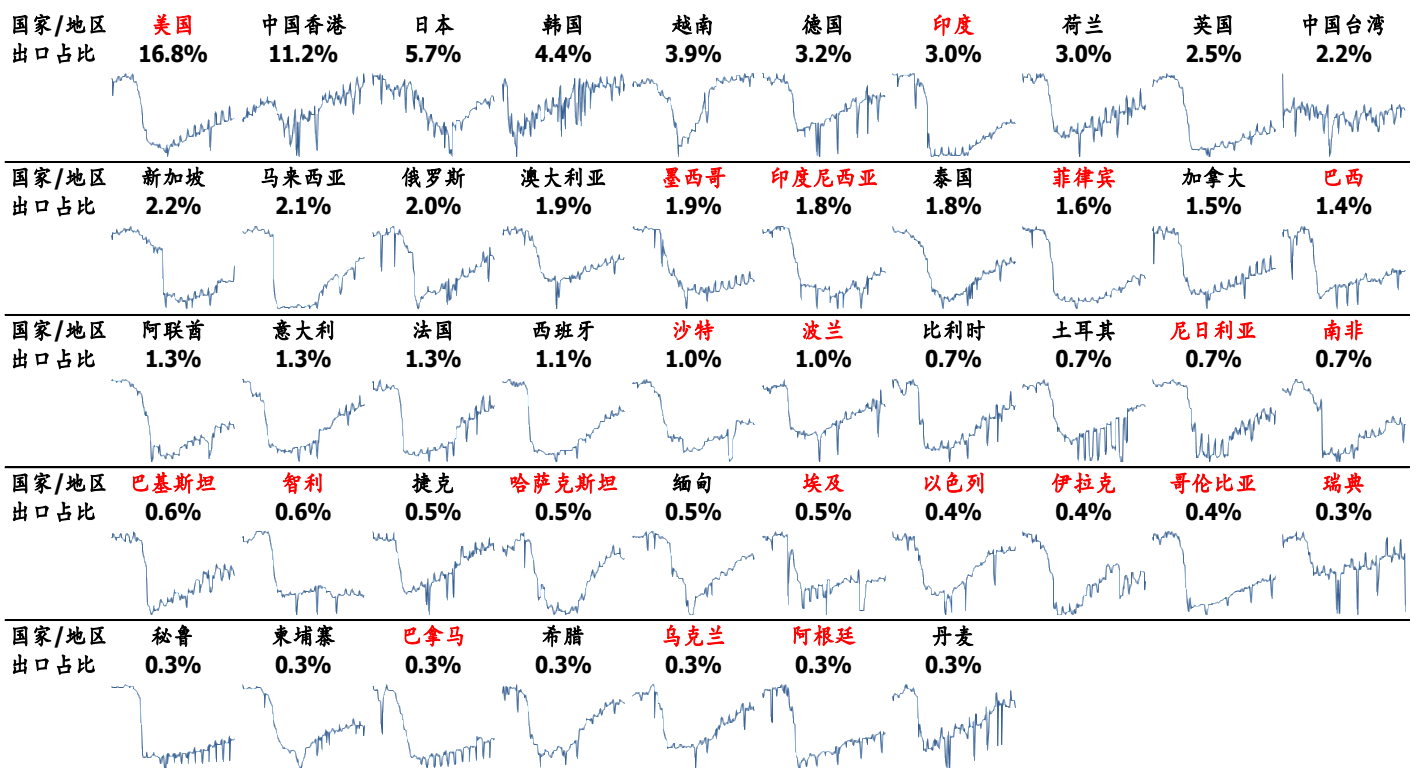 国家/地区 美国 中国香港 日本 韩国 越南 德国 印度 荷兰 英国 中国台湾
出口占比 16.8% 11.2% 5.7% 4.4% 3.9% 3.2% 3.0% 3.0% 2.5% 2.2%
国家/地区 新加坡 马来西亚 俄罗斯 澳大利亚 墨西哥 印度尼西亚 泰国 菲律宾 加拿大 巴西
出口占比 2.2% 2.1% 2.0% 1.9% 1.9% 1.8% 1.8% 1.6% 1.5% 1.4%
国家/地区 阿联酋 意大利 法国 西班牙 沙特 波兰 比利时 土耳其 尼日利亚 南非
出口占比 1.3% 1.3% 1.3% 1.1% 1.0% 1.0% 0.7% 0.7% 0.7% 0.7%
国家/地区 巴基斯坦 智利 捷克 哈萨克斯坦 缅甸 埃及 以色列 伊拉克 哥伦比亚 瑞典
出口占比 0.6% 0.6% 0.5% 0.5% 0.5% 0.5% 0.4% 0.4% 0.4% 0.3%
国家/地区 秘鲁 柬埔寨 巴拿马 希腊 乌克兰 阿根廷 丹麦
出口占比 0.3% 0.3% 0.3% 0.3% 0.3% 0.3% 0.3%